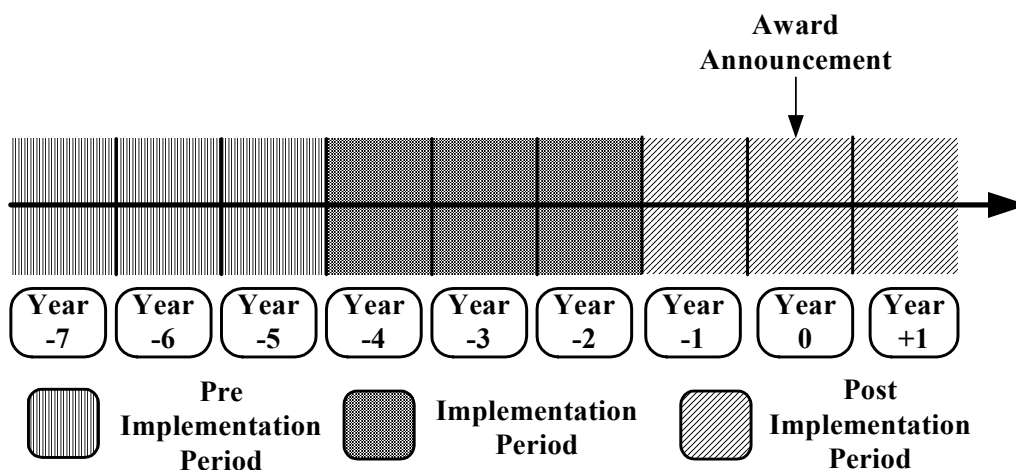 Award
Announcement
Year
-7
Year
-6
Year
-5
Year
-4
Year
-3
Year
-2
Year
-1
Year
0
Year
+1
Pre
Implementation
Period
Implementation
Period
Post
Implementation
Period